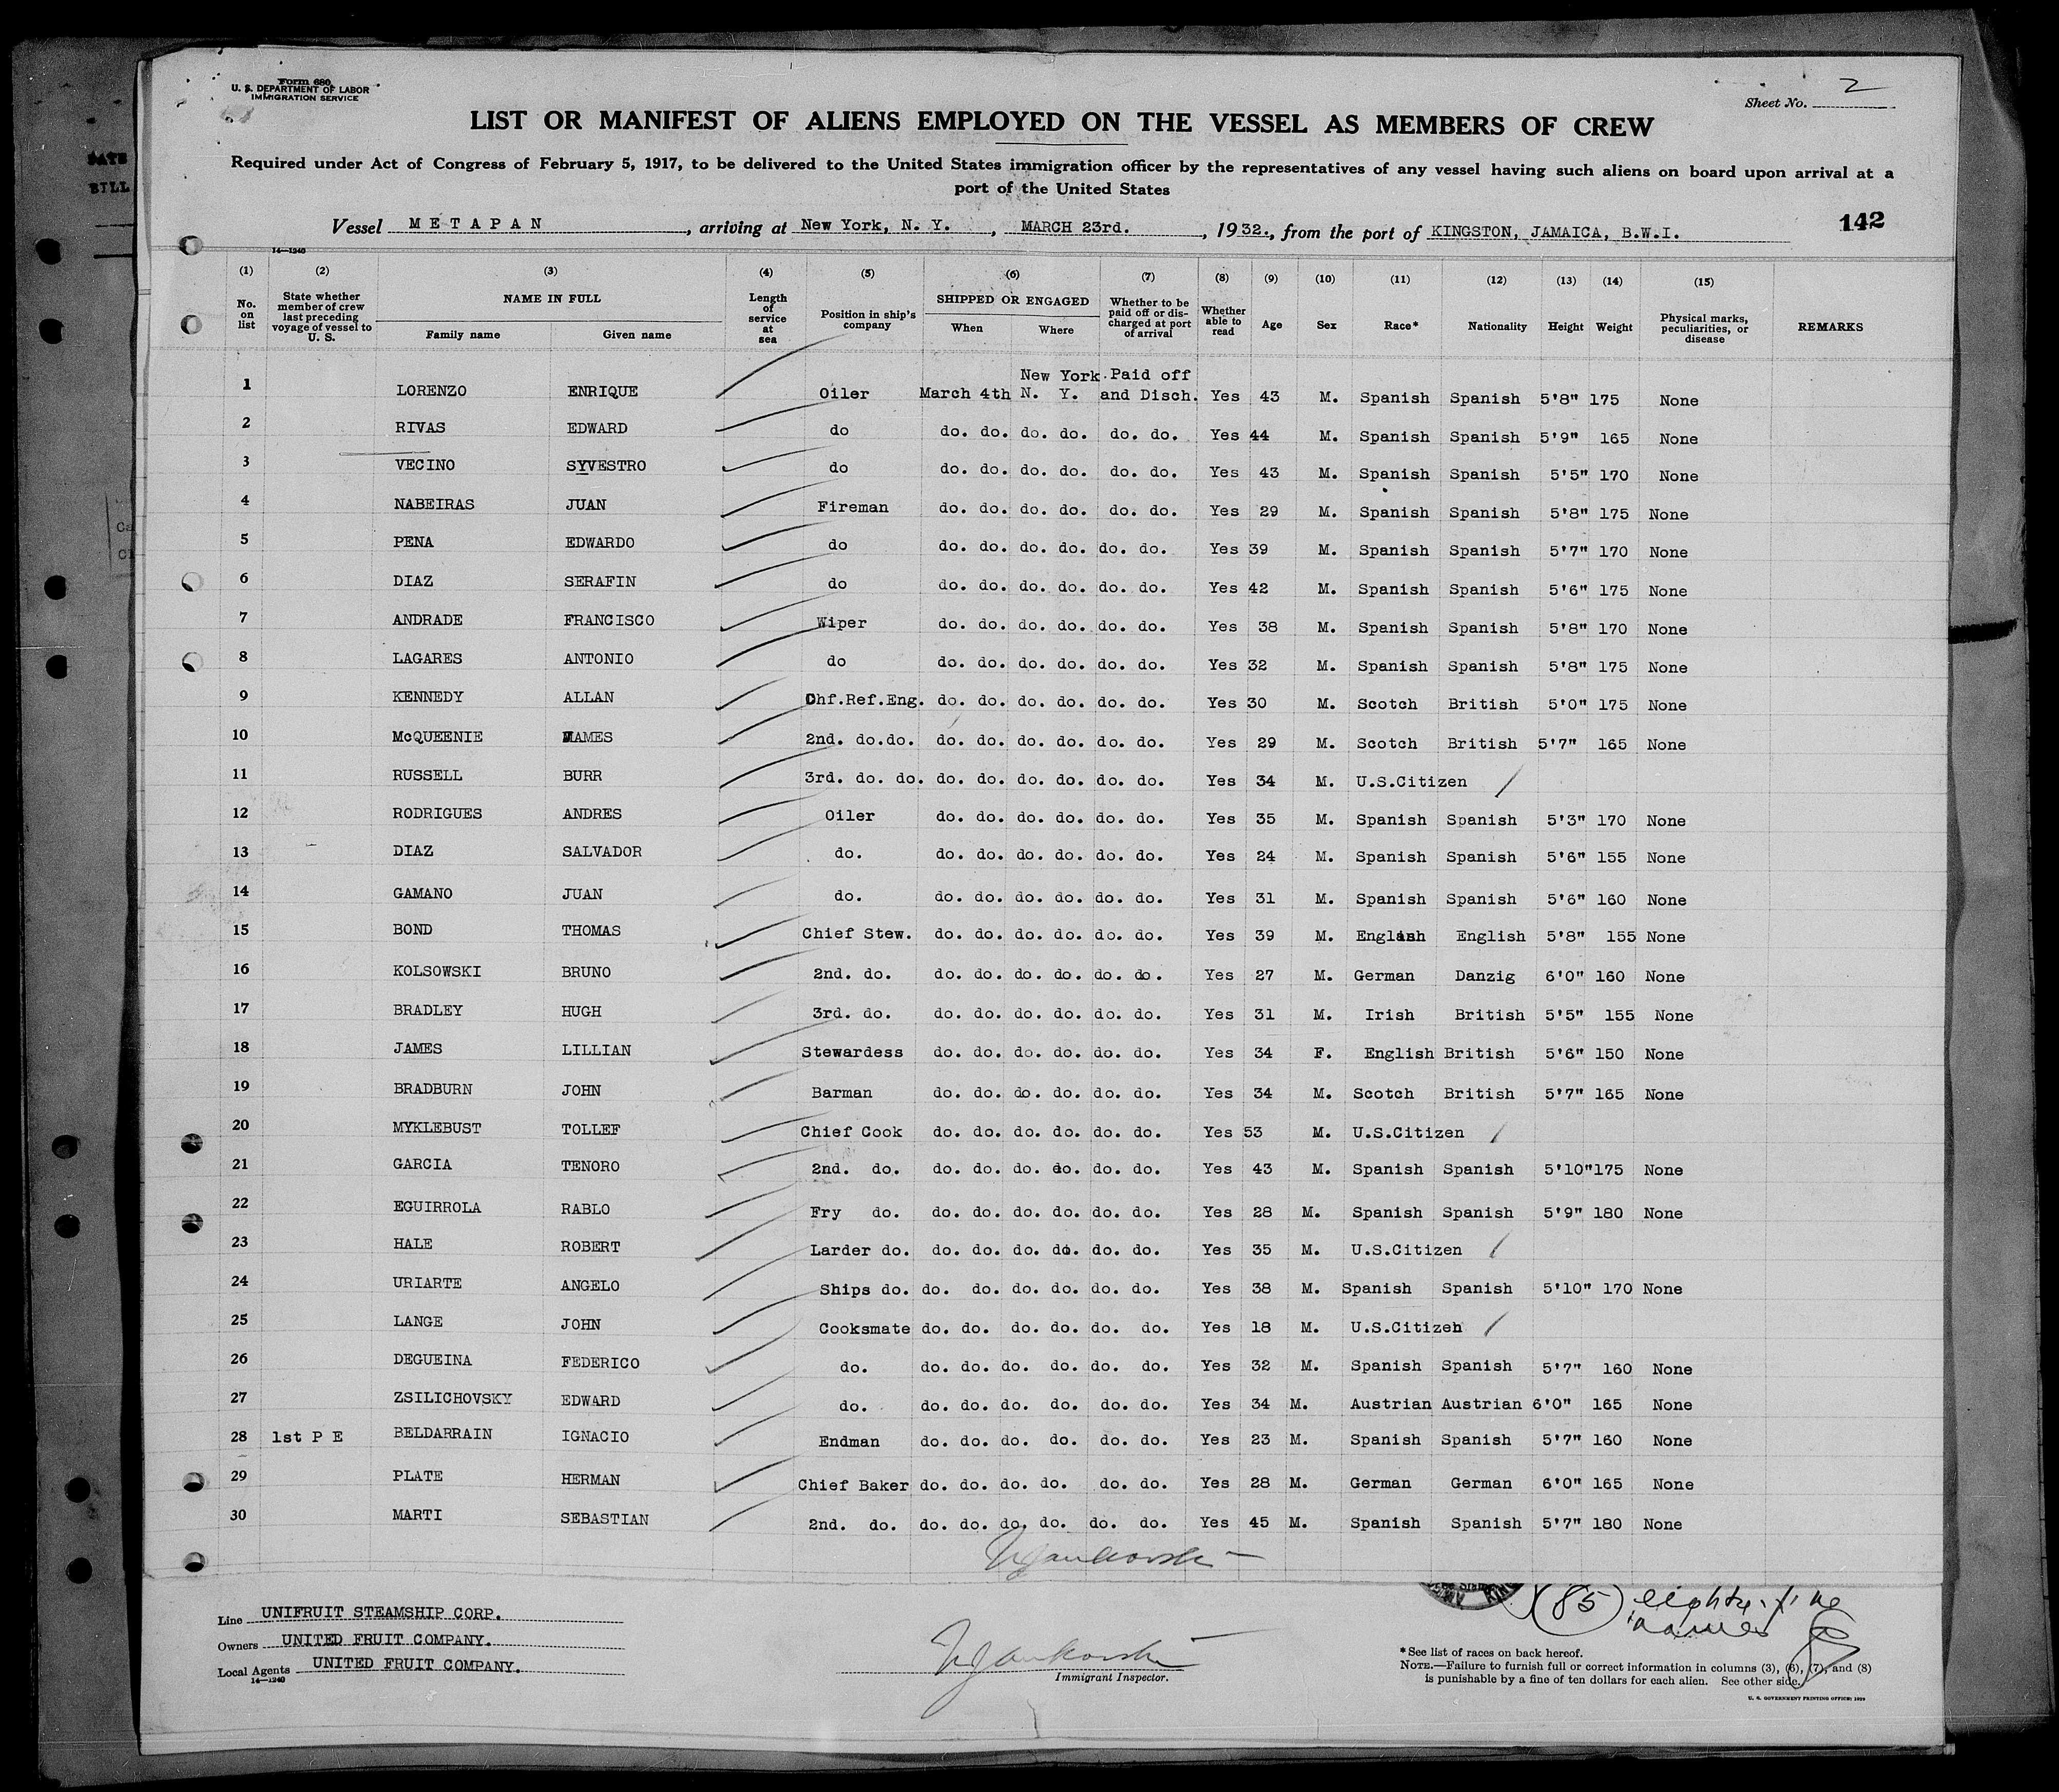 Form 680
U. S. DEPARTMENT OF LABOR
IMMIGRATION SERVICE
Sheet No. 2
LIST OR MANIFEST OF ALIENS EMPLOYED ON THE VESSEL AS MEMBERS OF CREW
Required under Act of Congress of February 5, 1917, to be delivered to the United States immigration officer by the representatives of any vessel having such aliens on board upon arrival at a
port of the United States
Vessel METAPAN, arriving at New York, N. Y., MARCH 23rd., 1932., from the port of KINGSTON, JAMAICA, B.W.I.
142
14—1240
(1) (2) (3) (4) (5) (6) (7) (8) (9) (10) (11) (12) (13) (14) (15)
No. on list | State whether member of crew last preceding voyage of vessel to U. S. | NAME IN FULL Family name Given name | Length of service at sea | Position in ship's company | SHIPPED OR ENGAGED When Where | Whether to be paid off or discharged at port of arrival | Whether able to read | Age | Sex | Race* | Nationality | Height | Weight | Physical marks, peculiarities, or disease | REMARKS
1 LORENZO ENRIQUE Oiler March 4th New York N. Y. Paid off and Disch. Yes 43 M. Spanish Spanish 5'8" 175 None
2 RIVAS EDWARD do do. do. do. do. do. do. Yes 44 M. Spanish Spanish 5'9" 165 None
3 VECINO SYVESTRO do do. do. do. do. do. do. Yes 43 M. Spanish Spanish 5'5" 170 None
4 NABEIRAS JUAN Fireman do. do. do. do. do. do. Yes 29 M. Spanish Spanish 5'8" 175 None
5 PENA EDWARDO do do. do. do. do. do. do. Yes 39 M. Spanish Spanish 5'7" 170 None
6 DIAZ SERAFIN do do. do. do. do. do. do. Yes 42 M. Spanish Spanish 5'6" 175 None
7 ANDRADE FRANCISCO Wiper do. do. do. do. do. do. Yes 38 M. Spanish Spanish 5'8" 170 None
8 LAGARES ANTONIO do do. do. do. do. do. do. Yes 32 M. Spanish Spanish 5'8" 175 None
9 KENNEDY ALLAN Chf.Ref.Eng. do. do. do. do. do. do. Yes 30 M. Scotch British 5'0" 175 None
10 McQUEENIE JAMES 2nd. do.do. do. do. do. do. do. do. Yes 29 M. Scotch British 5'7" 165 None
11 RUSSELL BURR 3rd. do. do. do. do. do. do. do. do. Yes 34 M. U.S.Citizen /
12 RODRIGUES ANDRES Oiler do. do. do. do. do. do. Yes 35 M. Spanish Spanish 5'3" 170 None
13 DIAZ SALVADOR do. do. do. do. do. do. do. Yes 24 M. Spanish Spanish 5'6" 155 None
14 GAMANO JUAN do. do. do. do. do. do. do. Yes 31 M. Spanish Spanish 5'6" 160 None
15 BOND THOMAS Chief Stew. do. do. do. do. do. do. Yes 39 M. English English 5'8" 155 None
16 KOLSOWSKI BRUNO 2nd. do. do. do. do. do. do. do. Yes 27 M. German Danzig 6'0" 160 None
17 BRADLEY HUGH 3rd. do. do. do. do. do. do. do. Yes 31 M. Irish British 5'5" 155 None
18 JAMES LILLIAN Stewardess do. do. do. do. do. do. Yes 34 F. English British 5'6" 150 None
19 BRADBURN JOHN Barman do. do. do. do. do. do. Yes 34 M. Scotch British 5'7" 165 None
20 MYKLEBUST TOLLEF Chief Cook do. do. do. do. do. do. Yes 53 M. U.S.Citizen /
21 GARCIA TENORO 2nd. do. do. do. do. do. do. do. Yes 43 M. Spanish Spanish 5'10" 175 None
22 EGUIRROLA RABLO Fry do. do. do. do. do. do. do. Yes 28 M. Spanish Spanish 5'9" 180 None
23 HALE ROBERT Larder do. do. do. do. do. do. do. Yes 35 M. U.S.Citizen /
24 URIARTE ANGELO Ships do. do. do. do. do. do. do. Yes 38 M. Spanish Spanish 5'10" 170 None
25 LANGE JOHN Cooksmate do. do. do. do. do. do. Yes 18 M. U.S.Citizen /
26 DEGUEINA FEDERICO do. do. do. do. do. do. do. Yes 32 M. Spanish Spanish 5'7" 160 None
27 ZSILICHOVSKY EDWARD do. do. do. do. do. do. do. Yes 34 M. Austrian Austrian 6'0" 165 None
28 1st P E BELDARRAIN IGNACIO Endman do. do. do. do. do. do. Yes 23 M. Spanish Spanish 5'7" 160 None
29 PLATE HERMAN Chief Baker do. do. do. do. do. do. Yes 28 M. German German 6'0" 165 None
30 MARTI SEBASTIAN 2nd. do. do. do. do. do. do. do. Yes 45 M. Spanish Spanish 5'7" 180 None
(85) eighty-five
names
Line UNIFRUIT STEAMSHIP CORP.
Owners UNITED FRUIT COMPANY.
Local Agents UNITED FRUIT COMPANY.
14—1240
Immigrant Inspector.
*See list of races on back hereof.
NOTE.—Failure to furnish full or correct information in columns (3), (6), (7), and (8)
is punishable by a fine of ten dollars for each alien. See other side.
U. S. GOVERNMENT PRINTING OFFICE: 1929